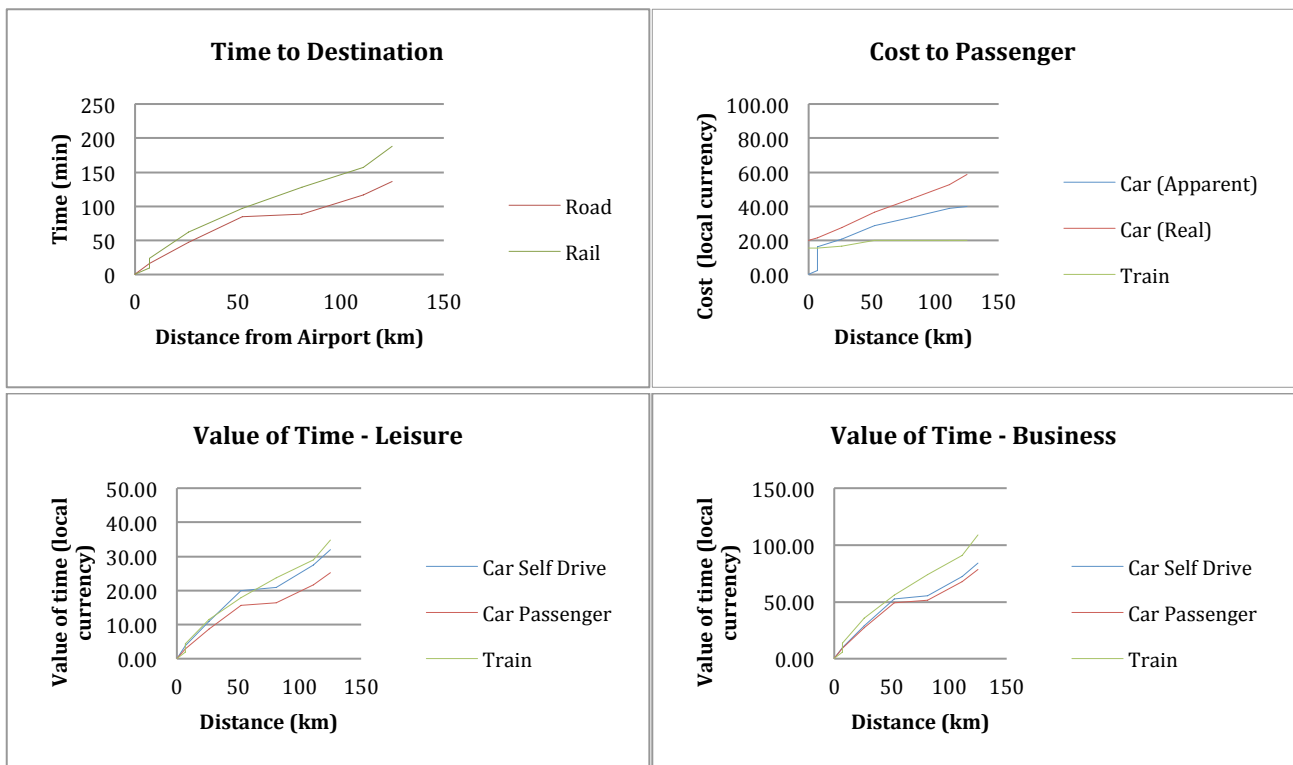 Time to Destination
250
200
150
100
50
0
Time (min)
0 50 100 150
Distance from Airport (km)
Road
Rail
Cost to Passenger
100.00
80.00
60.00
40.00
20.00
0.00
Cost (local currency)
0 50 100 150
Distance (km)
Car (Apparent)
Car (Real)
Train
Value of Time - Leisure
50.00
40.00
30.00
20.00
10.00
0.00
Value of time (local
currency)
0 50 100 150
Distance (km)
Car Self Drive
Car Passenger
Train
Value of Time - Business
150.00
100.00
50.00
0.00
Value of time (local
currency)
0 50 100 150
Distance (km)
Car Self Drive
Car Passenger
Train